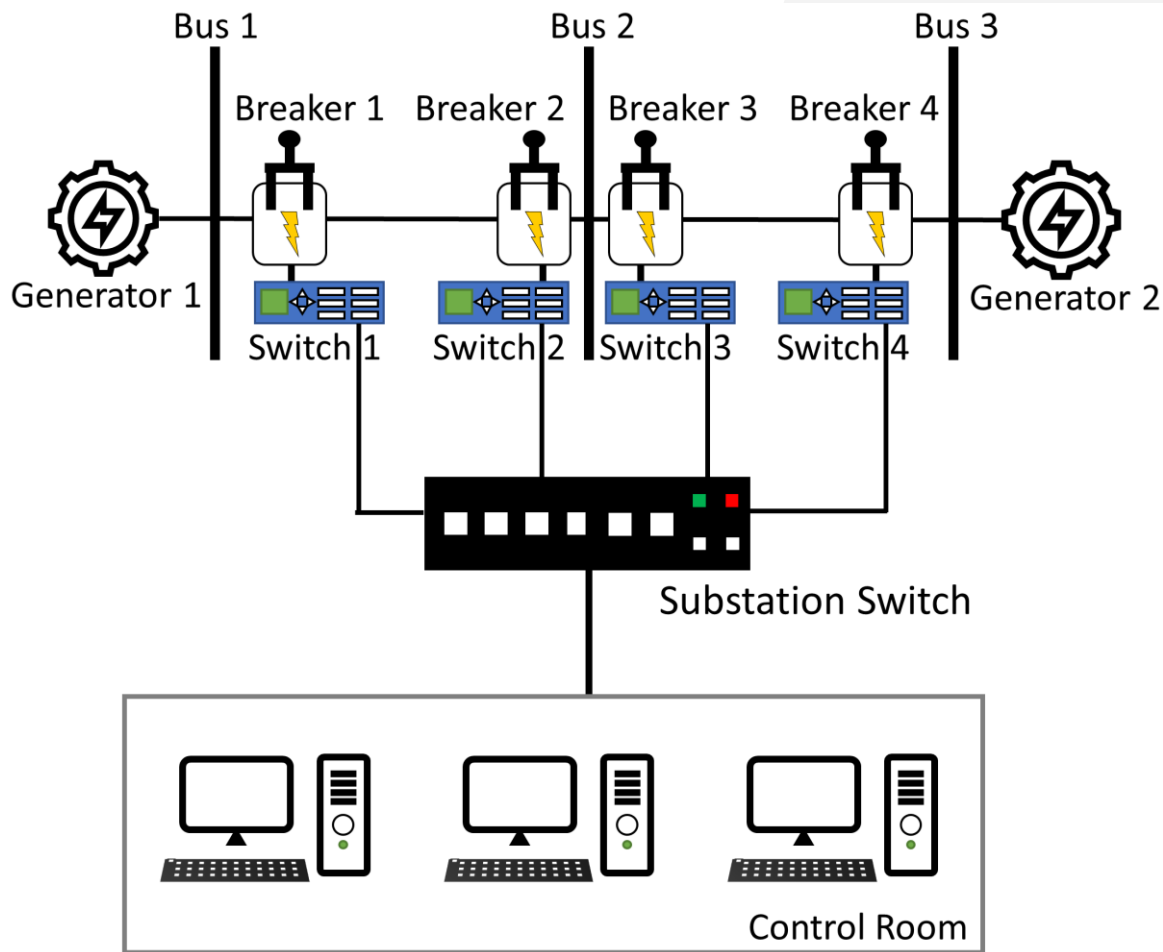 Bus 1
Bus 2
Bus 3
Breaker 1
Breaker 2
Breaker 3
Breaker 4
Generator 1
Generator 2
Switch 1
Switch 2
Switch 3
Switch 4
Substation Switch
Control Room